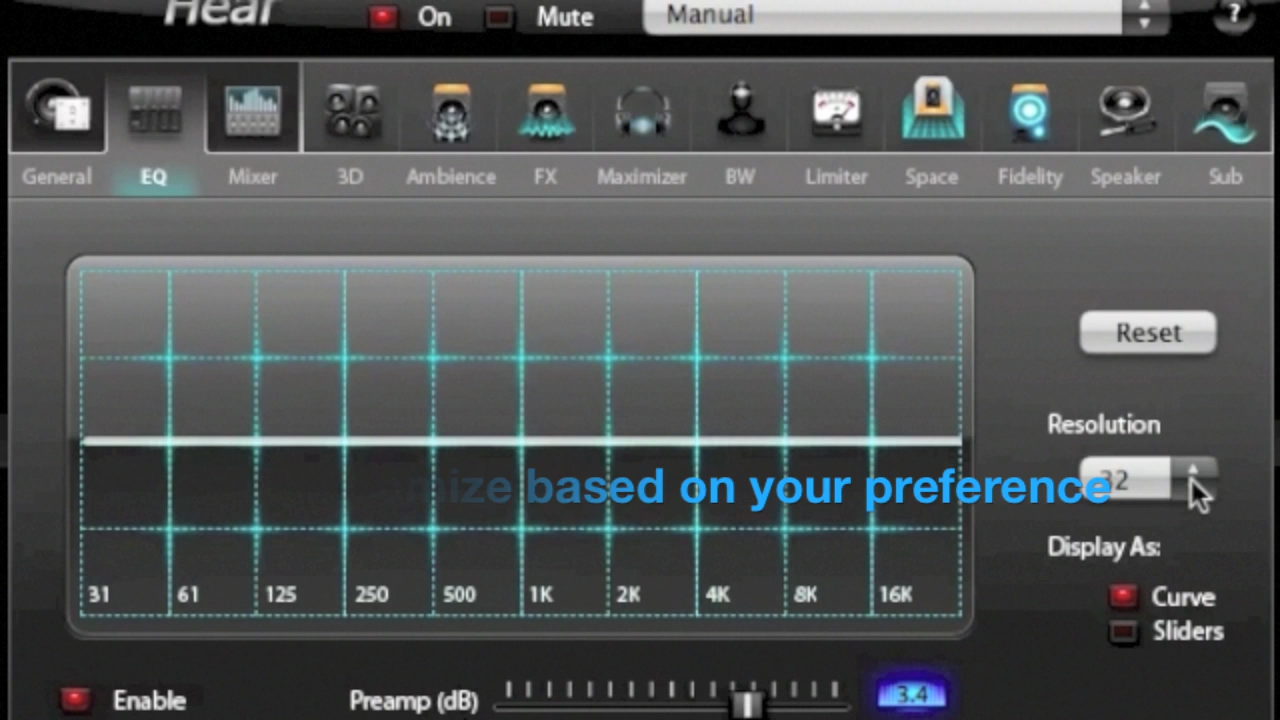 Hear
On
Mute
Manual
?
General
EQ
Mixer
3D
Ambience
FX
Maximizer
BW
Limiter
Space
Fidelity
Speaker
Sub
Reset
Resolution
32
mize based on your preference
Display As:
31
61
125
250
500
1K
2K
4K
8K
16K
Curve
Sliders
Enable
Preamp (dB)
3.4